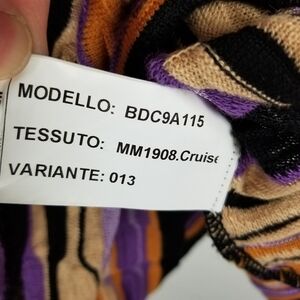 MODELLO: BDC9A115
TESSUTO: MM1908.Cruise
VARIANTE: 013